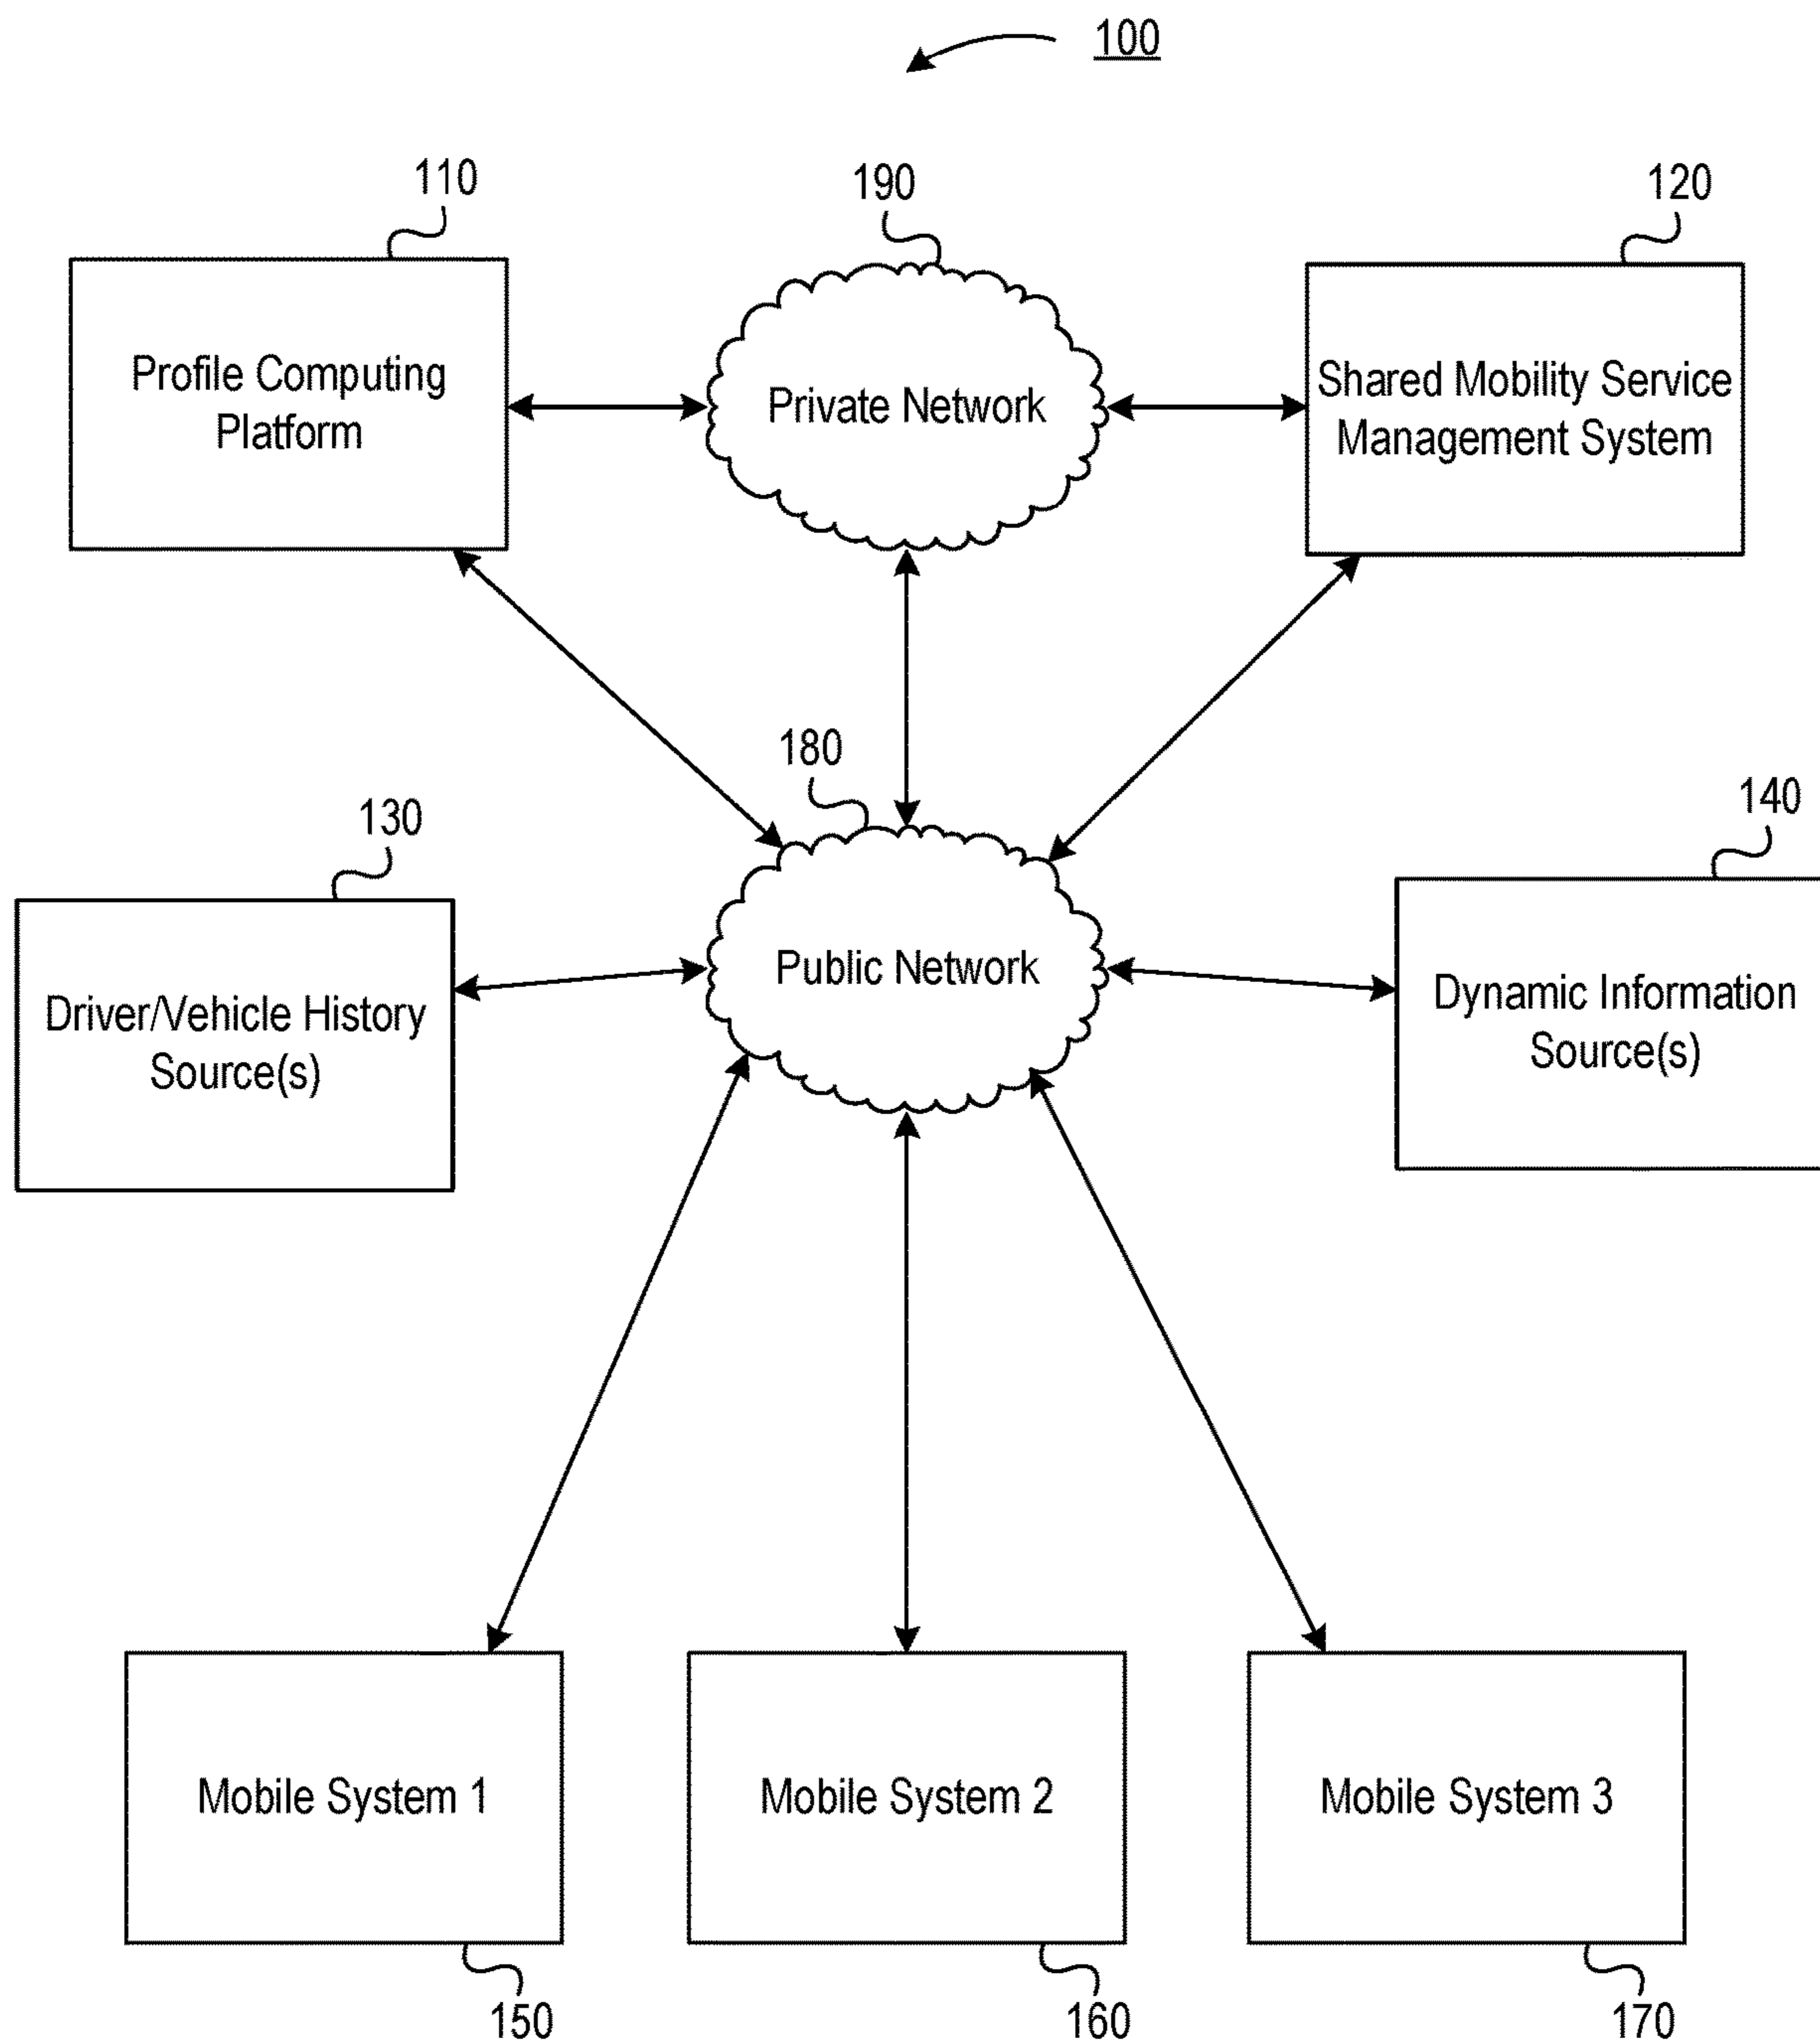 100
110
190
120
Profile Computing
Platform
Private Network
Shared Mobility Service
Management System
180
130
140
Driver/Vehicle History
Source(s)
Public Network
Dynamic Information
Source(s)
Mobile System 1
Mobile System 2
Mobile System 3
150
160
170